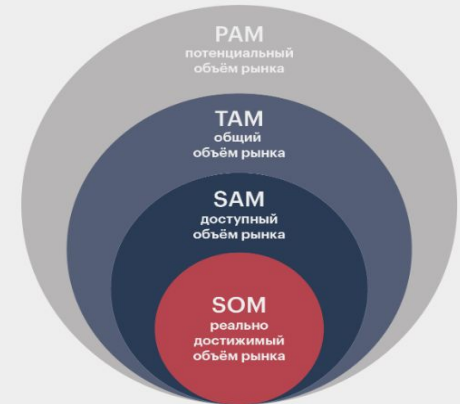 PAM
потенциальный
объём рынка
TAM
общий
объём рынка
SAM
доступный
объём рынка
SOM
реально
достижимый
объём рынка